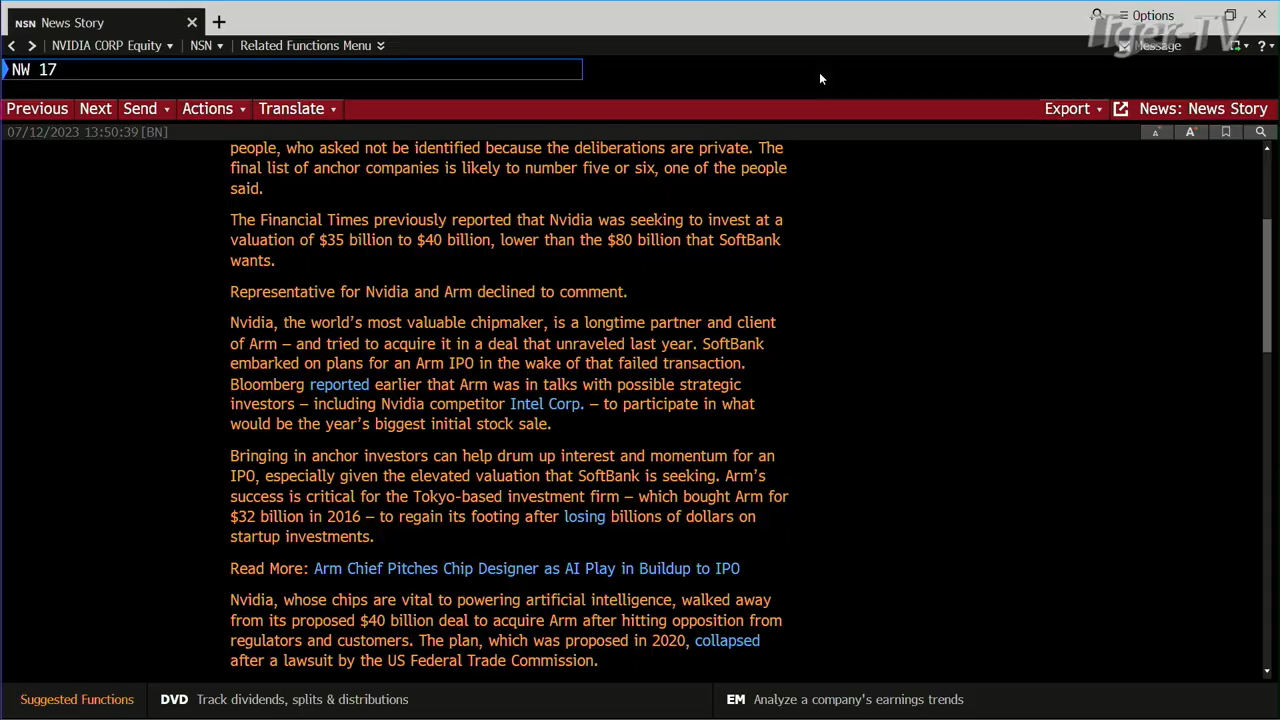 NSN News Story
Options
NVIDIA CORP Equity NSN Related Functions Menu
Message
Tiger-TV
NW 17
Previous Next Send Actions Translate Export News: News Story
07/12/2023 13:50:39[BN]
people, who asked not be identified because the deliberations are private. The
final list of anchor companies is likely to number five or six, one of the people
said.
The Financial Times previously reported that Nvidia was seeking to invest at a
valuation of $35 billion to $40 billion, lower than the $80 billion that SoftBank
wants.
Representative for Nvidia and Arm declined to comment.
Nvidia, the world’s most valuable chipmaker, is a longtime partner and client
of Arm – and tried to acquire it in a deal that unraveled last year. SoftBank
embarked on plans for an Arm IPO in the wake of that failed transaction.
Bloomberg reported earlier that Arm was in talks with possible strategic
investors – including Nvidia competitor Intel Corp. – to participate in what
would be the year’s biggest initial stock sale.
Bringing in anchor investors can help drum up interest and momentum for an
IPO, especially given the elevated valuation that SoftBank is seeking. Arm’s
success is critical for the Tokyo-based investment firm – which bought Arm for
$32 billion in 2016 – to regain its footing after losing billions of dollars on
startup investments.
Read More: Arm Chief Pitches Chip Designer as AI Play in Buildup to IPO
Nvidia, whose chips are vital to powering artificial intelligence, walked away
from its proposed $40 billion deal to acquire Arm after hitting opposition from
regulators and customers. The plan, which was proposed in 2020, collapsed
after a lawsuit by the US Federal Trade Commission.
Suggested Functions DVD Track dividends, splits & distributions EM Analyze a company's earnings trends